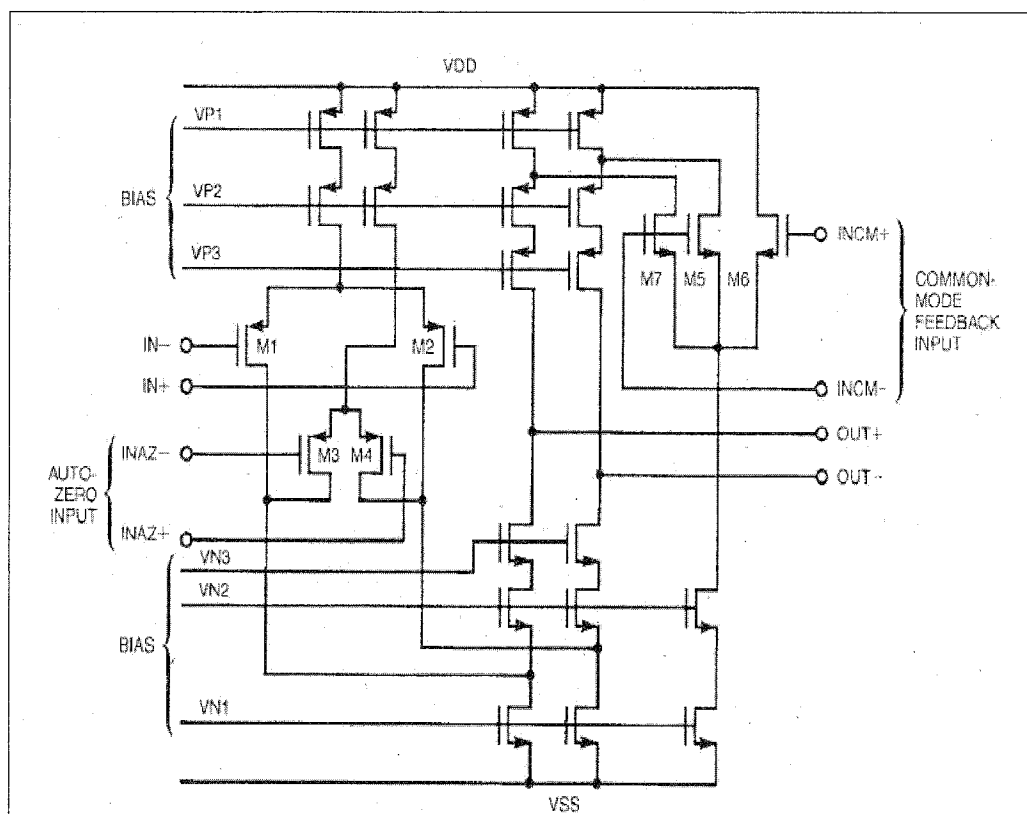 VDD
VP1
BIAS
VP2
VP3
INCM+
M7 M5 M6
COMMON-
MODE
FEEDBACK
INPUT
IN-
M1
M2
IN+
INCM-
OUT+
INAZ-
M3
M4
AUTO-
ZERO
INPUT
OUT-
INAZ+
VN3
VN2
BIAS
VN1
VSS